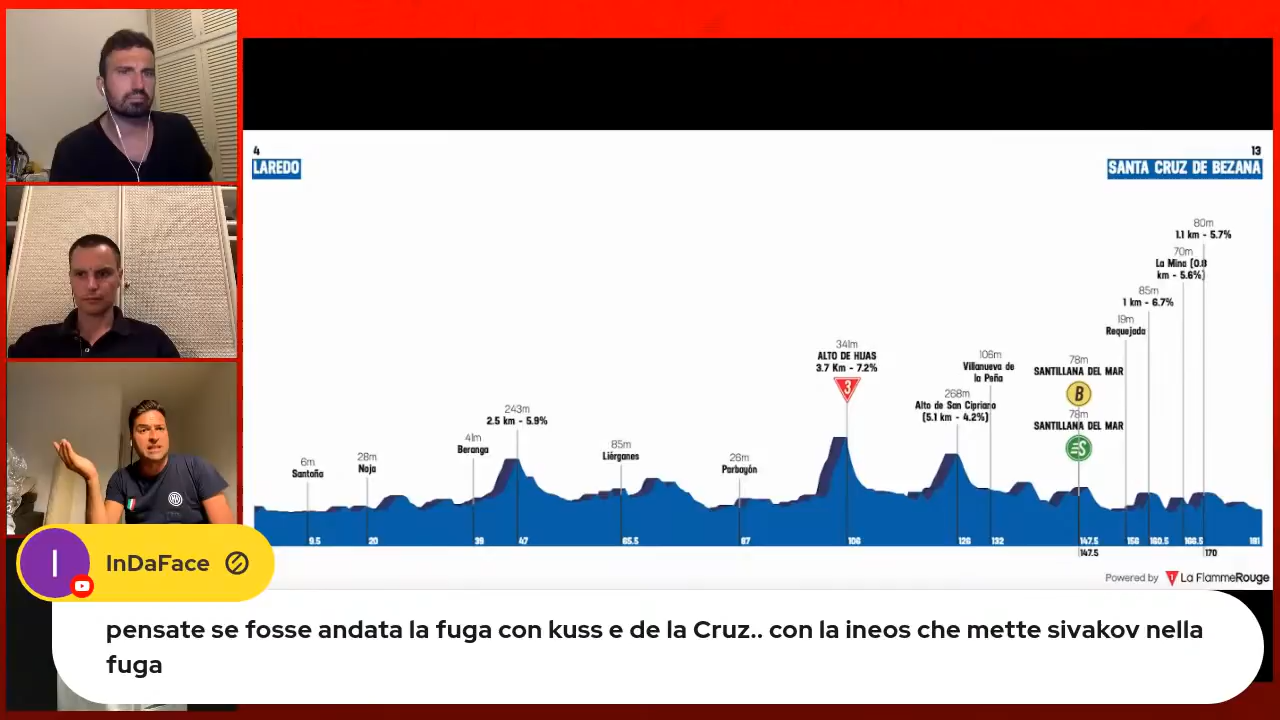 4
LAREDO
13
SANTA CRUZ DE BEZANA
80m
1.1 km - 5.7%
70m
La Mina (0.8
km - 5.6%)
85m
1 km - 6.7%
19m
Requejada
341m
ALTO DE HIJAS
3.7 Km - 7.2%
3
106m
Villanueva de
la Peña
78m
SANTILLANA DEL MAR
B
78m
SANTILLANA DEL MAR
S
268m
Alto de San Cipriano
(5.1 km - 4.2%)
243m
2.5 km - 5.9%
41m
Beranga
85m
Liérganes
28m
Noja
26m
Parbayón
6m
Santoña
9.5 20 39 47 65.5 87 106 126 132 147.5 156 160.5 166.5 181
147.5 170
Powered by La FlammeRouge
InDaFace
pensate se fosse andata la fuga con kuss e de la Cruz.. con la ineos che mette sivakov nella
fuga